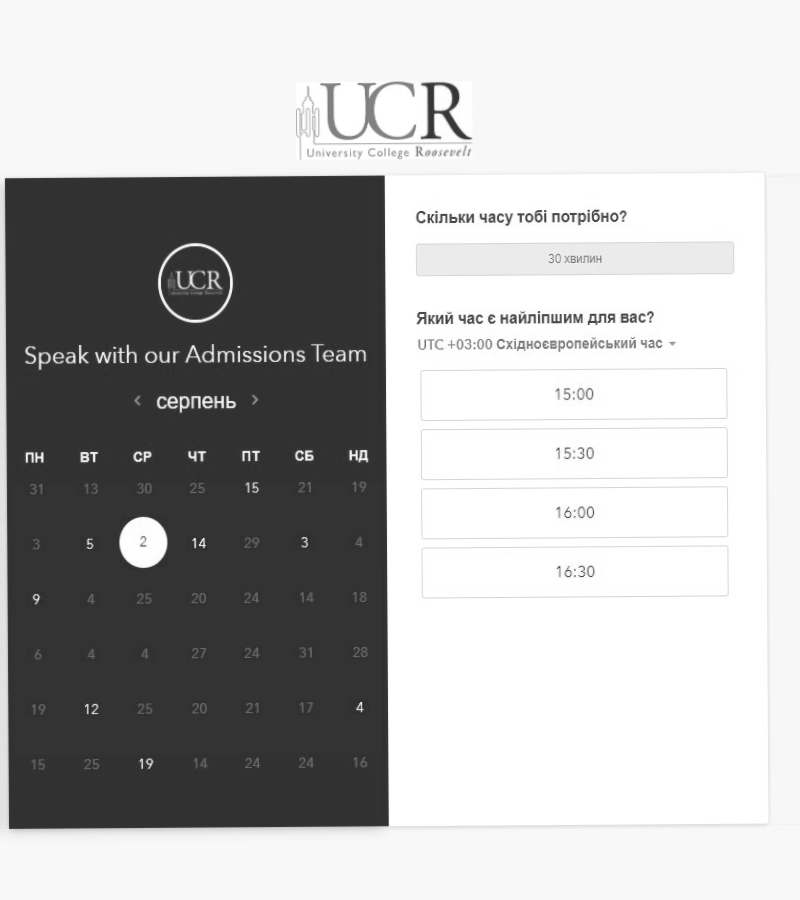 UCR
University College Roosevelt
UCR
Speak with our Admissions Team
серпень
ПН ВТ СР ЧТ ПТ СБ НД
31 13 30 25 15 21 19
3 5 2 14 29 3 4
9 4 25 20 24 14 18
6 4 4 27 24 31 28
19 12 25 20 21 17 4
15 25 19 14 24 24 16
Скільки часу тобі потрібно?
30 хвилин
Який час є найліпшим для вас?
UTC +03:00 Східноєвропейський час
15:00
15:30
16:00
16:30